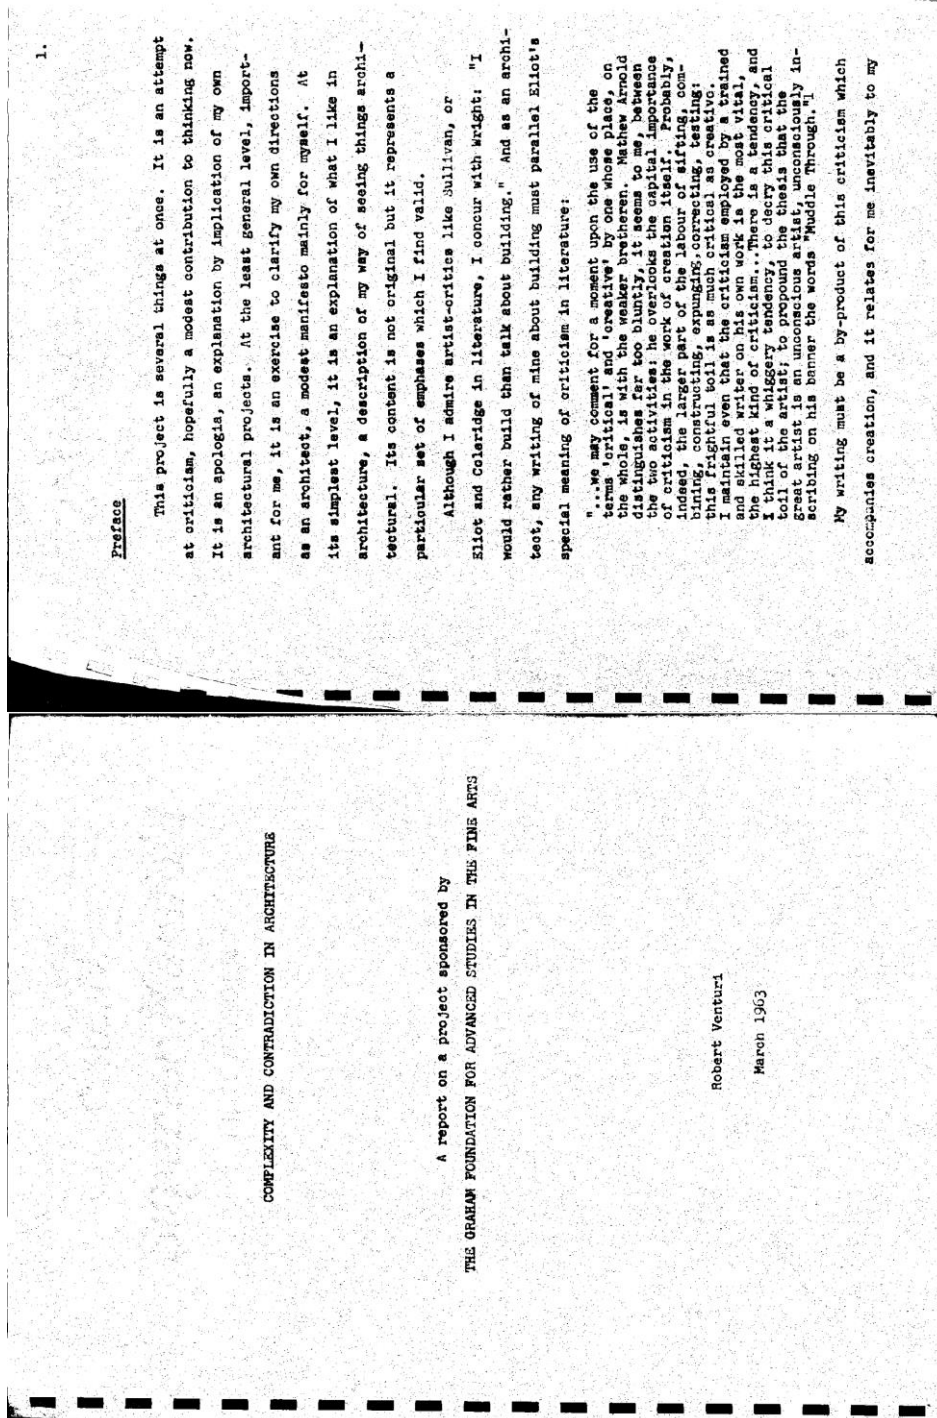 COMPLEXITY AND CONTRADICTION IN ARCHITECTURE
A report on a project sponsored by
THE GRAHAM FOUNDATION FOR ADVANCED STUDIES IN THE FINE ARTS
Robert Venturi
March 1963
1.
Preface
This project is several things at once. It is an attempt
at criticism, hopefully a modest contribution to thinking now.
It is an apologia, an explanation by implication of my own
architectural projects. At the least general level, import-
ant for me, it is an exercise to clarify my own directions
as an architect, a modest manifesto mainly for myself. At
its simplest level, it is an explanation of what I like in
architecture, a description of my way of seeing things archi-
tectural. Its content is not original but it represents a
particular set of emphases which I find valid.
Although I admire artist-critics like Sullivan, or
Eliot and Coleridge in literature, I concur with Wright: "I
would rather build than talk about building." And as an archi-
tect, any writing of mine about building must parallel Eliot's
special meaning of criticism in literature:
"...we may comment for a moment upon the use of the
terms 'critical' and 'creative' by one whose place, on
the whole, is with the weaker bretheren. Mathew Arnold
distinguishes far too bluntly, it seems to me, between
the two activities: he overlooks the capital importance
of criticism in the work of creation itself. Probably,
indeed, the larger part of the labour of sifting, com-
bining, constructing, expunging, correcting, testing:
this frightful toil is as much critical as creative.
I maintain even that the criticism employed by a trained
and skilled writer on his own work is the most vital,
the highest kind of criticism...There is a tendency, and
I think it a whiggery tendency, to decry this critical
toil of the artist; to propound the thesis that the
great artist is an unconscious artist, unconsciously in-
scribing on his banner the words "Muddle Through."1
My writing must be a by-product of this criticism which
accompanies creation, and it relates for me inevitably to my